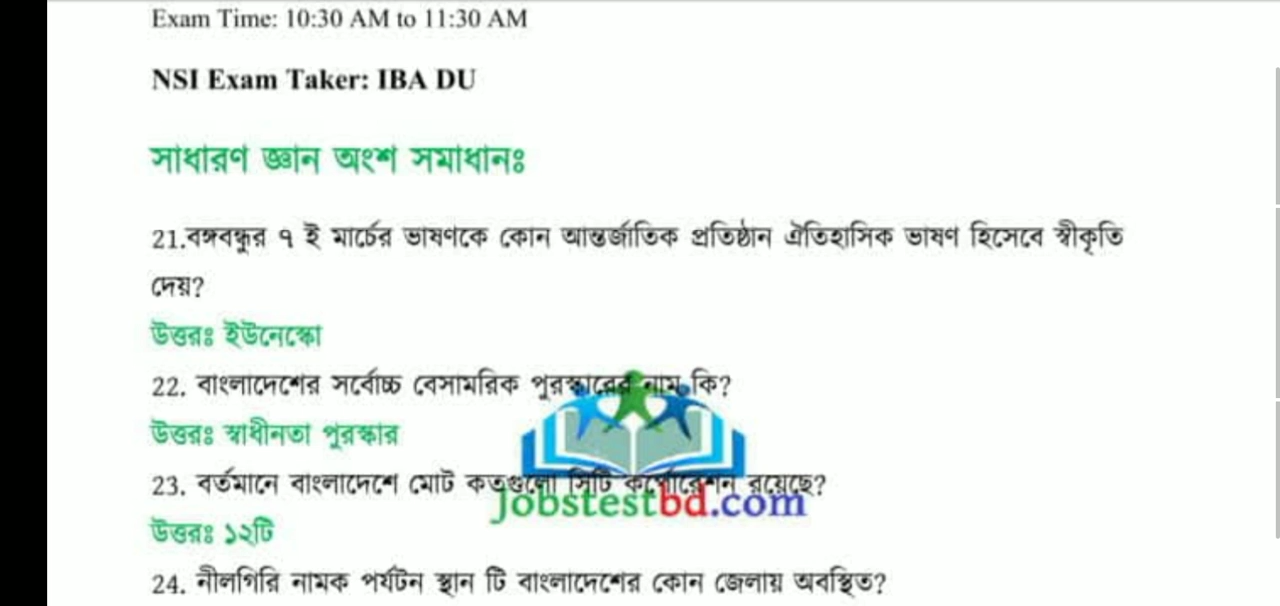 Exam Time: 10:30 AM to 11:30 AM
NSI Exam Taker: IBA DU
সাধারণ জ্ঞান অংশ সমাধানঃ
21.বঙ্গবন্ধুর ৭ ই মার্চের ভাষণকে কোন আন্তর্জাতিক প্রতিষ্ঠান ঐতিহাসিক ভাষণ হিসেবে স্বীকৃতি
দেয়?
উত্তরঃ ইউনেস্কো
22. বাংলাদেশের সর্বোচ্চ বেসামরিক পুরস্কারের নাম কি?
উত্তরঃ স্বাধীনতা পুরস্কার
23. বর্তমানে বাংলাদেশে মোট কতগুলো সিটি কর্পোরেশন রয়েছে?
jobstestbd.com
উত্তরঃ ১২টি
24. নীলগিরি নামক পর্যটন স্থান টি বাংলাদেশের কোন জেলায় অবস্থিত?